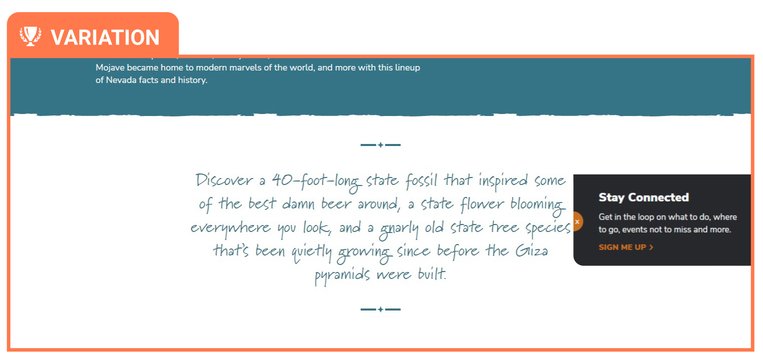 VARIATION
Mojave became home to modern marvels of the world, and more with this lineup
of Nevada facts and history.
Discover a 40-foot-long state fossil that inspired some
of the best damn beer around, a state flower blooming
everywhere you look, and a gnarly old state tree species
that's been quietly growing since before the Giza
pyramids were built.
x
Stay Connected
Get in the loop on what to do, where
to go, events not to miss and more.
SIGN ME UP >